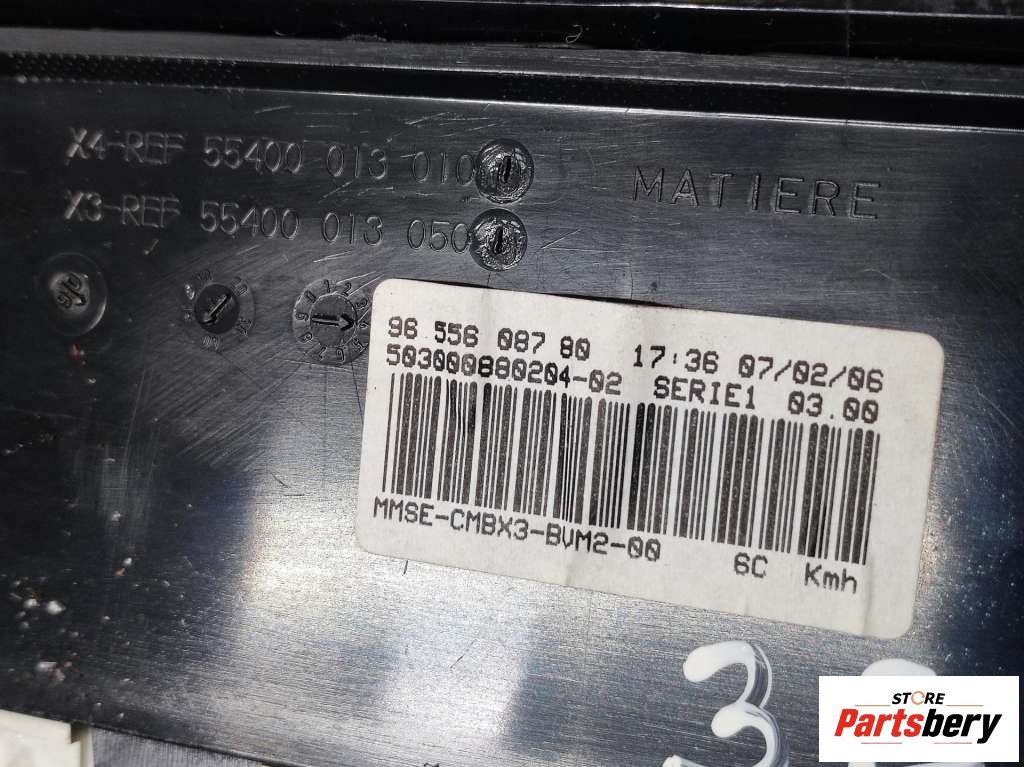 X4-REF 55400 013 010
X3-REF 55400 013 050
MATIERE
96 556 087 80 17:36 07/02/06
503000880204-02 SERIE1 03.00
MMSE-CMBX3-BVM2-00 6C Kmh
3
STORE
Partsbery